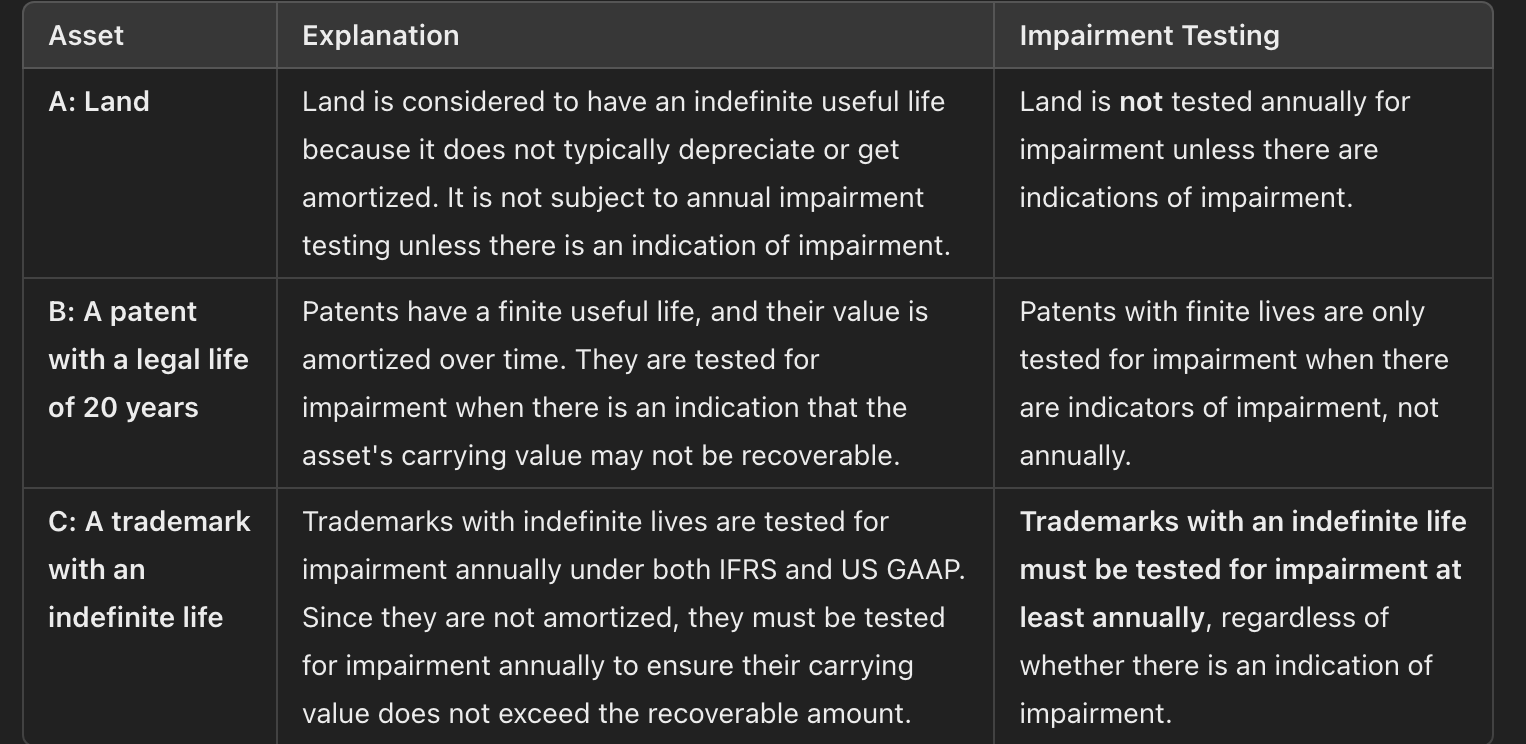 Asset
Explanation
Impairment Testing
A: Land
Land is considered to have an indefinite useful life
because it does not typically depreciate or get
amortized. It is not subject to annual impairment
testing unless there is an indication of impairment.
Land is not tested annually for
impairment unless there are
indications of impairment.
B: A patent
with a legal life
of 20 years
Patents have a finite useful life, and their value is
amortized over time. They are tested for
impairment when there is an indication that the
asset's carrying value may not be recoverable.
Patents with finite lives are only
tested for impairment when there
are indicators of impairment, not
annually.
C: A trademark
with an
indefinite life
Trademarks with indefinite lives are tested for
impairment annually under both IFRS and US GAAP.
Since they are not amortized, they must be tested
for impairment annually to ensure their carrying
value does not exceed the recoverable amount.
Trademarks with an indefinite life
must be tested for impairment at
least annually, regardless of
whether there is an indication of
impairment.